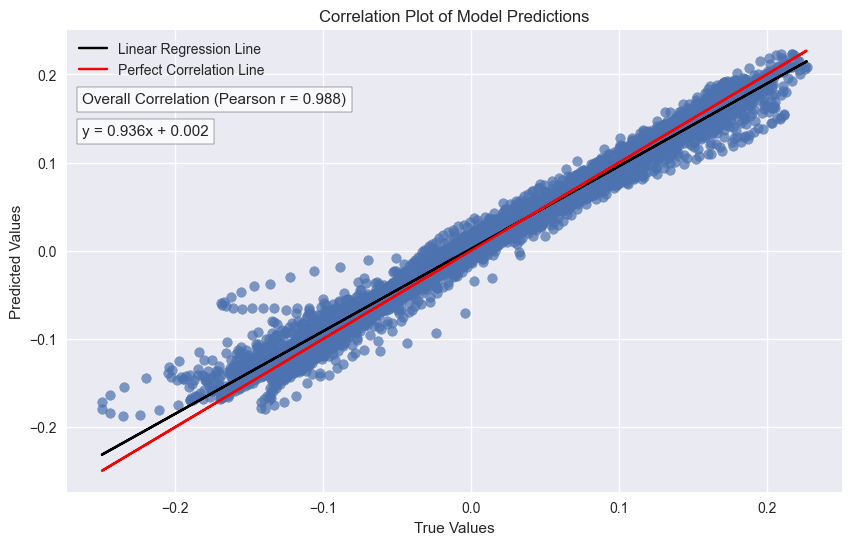 Correlation Plot of Model Predictions
Linear Regression Line
Perfect Correlation Line
Overall Correlation (Pearson r = 0.988)
y = 0.936x + 0.002
Predicted Values
0.2
0.1
0.0
−0.1
−0.2
−0.2
−0.1
0.0
0.1
0.2
True Values